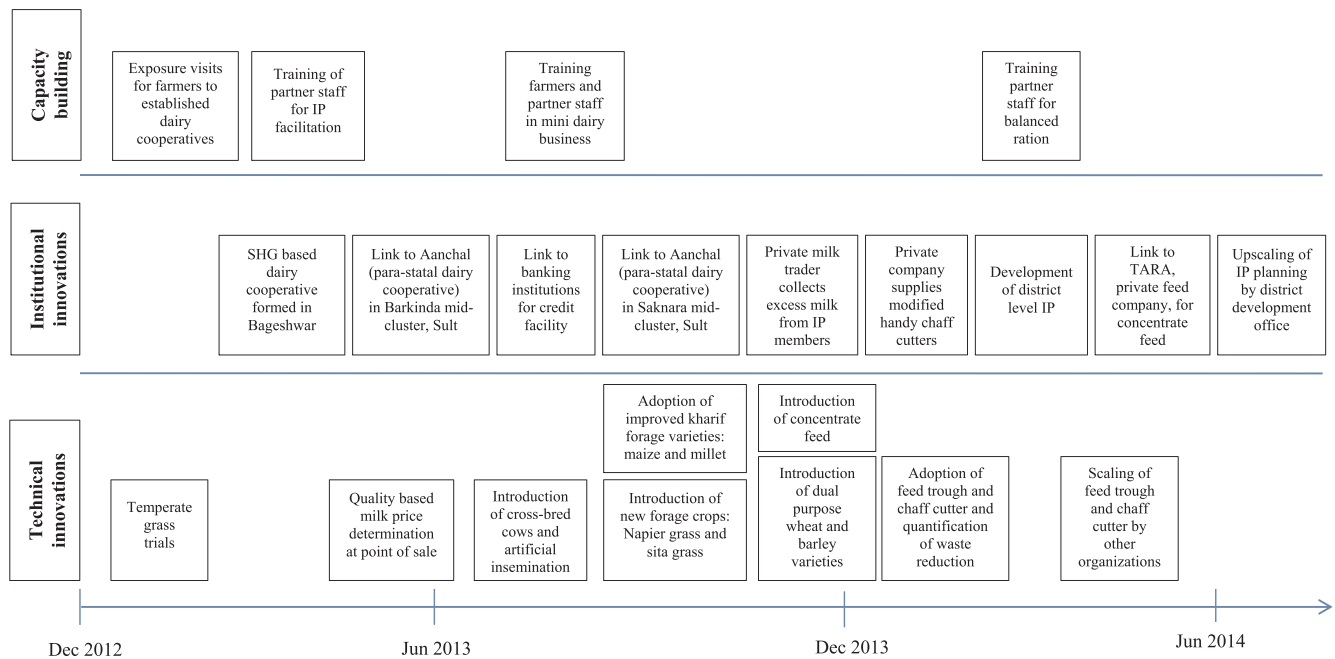 Capacity
building
Exposure visits
for farmers to
established
dairy
cooperatives
Training of
partner staff
for IP
facilitation
Training
farmers and
partner staff
in mini dairy
business
Training
partner
staff for
balanced
ration
Institutional
innovations
SHG based
dairy
cooperative
formed in
Bageshwar
Link to Aanchal
(para-statal dairy
cooperative)
in Barkinda mid-
cluster, Sult
Link to
banking
institutions
for credit
facility
Link to Aanchal
(para-statal dairy
cooperative) in
Saknara mid-
cluster, Sult
Private milk
trader
collects
excess milk
from IP
members
Private
company
supplies
modified
handy chaff
cutters
Development
of district
level IP
Link to
TARA,
private feed
company, for
concentrate
feed
Upscaling of
IP planning
by district
development
office
Technical
innovations
Temperate
grass
trials
Quality based
milk price
determination
at point of sale
Introduction
of cross-bred
cows and
artificial
insemination
Adoption of
improved kharif
forage varieties:
maize and millet
Introduction of
new forage crops:
Napier grass and
sita grass
Introduction
of concentrate
feed
Introduction
of dual
purpose
wheat and
barley
varieties
Adoption of
feed trough and
chaff cutter and
quantification
of waste
reduction
Scaling of
feed trough
and chaff
cutter by
other
organizations
Dec 2012
Jun 2013
Dec 2013
Jun 2014